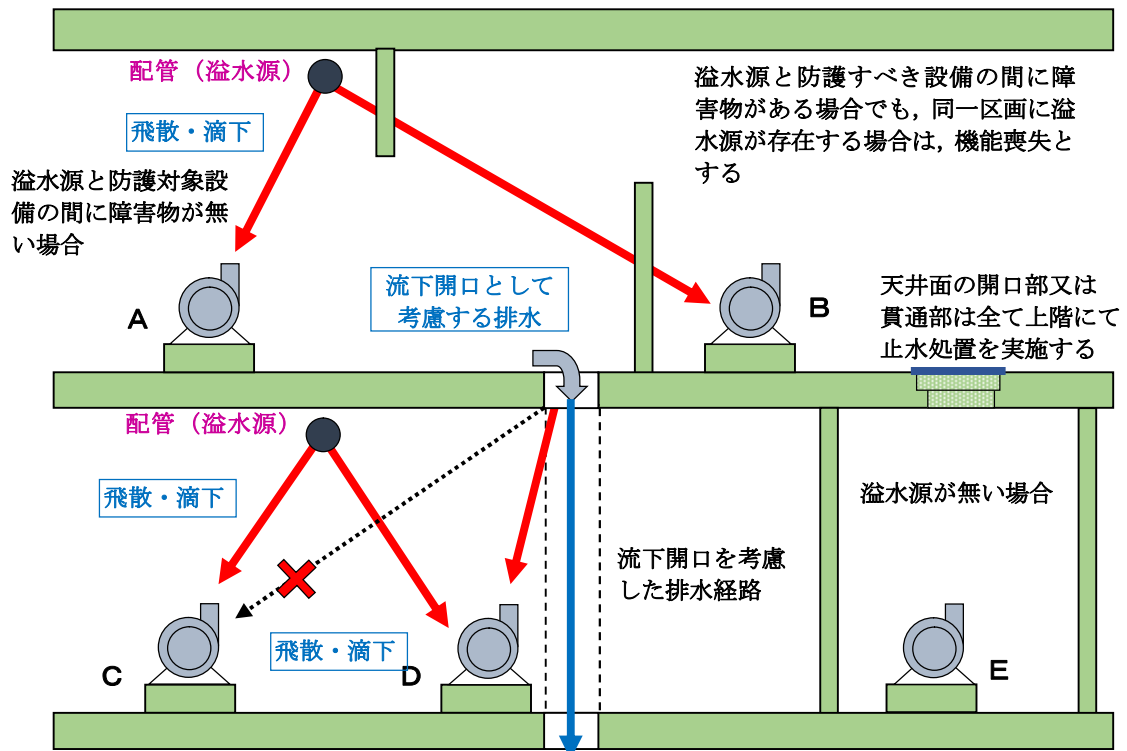 配管（溢水源）
飛散・滴下
溢水源と防護対象設
備の間に障害物が無
い場合
溢水源と防護すべき設備の間に障
害物がある場合でも，同一区画に溢
水源が存在する場合は，機能喪失と
する
A
流下開口として
考慮する排水
B
天井面の開口部又は
貫通部は全て上階にて
止水処置を実施する
配管（溢水源）
飛散・滴下
溢水源が無い場合
流下開口を考慮
した排水経路
飛散・滴下
C
D
E